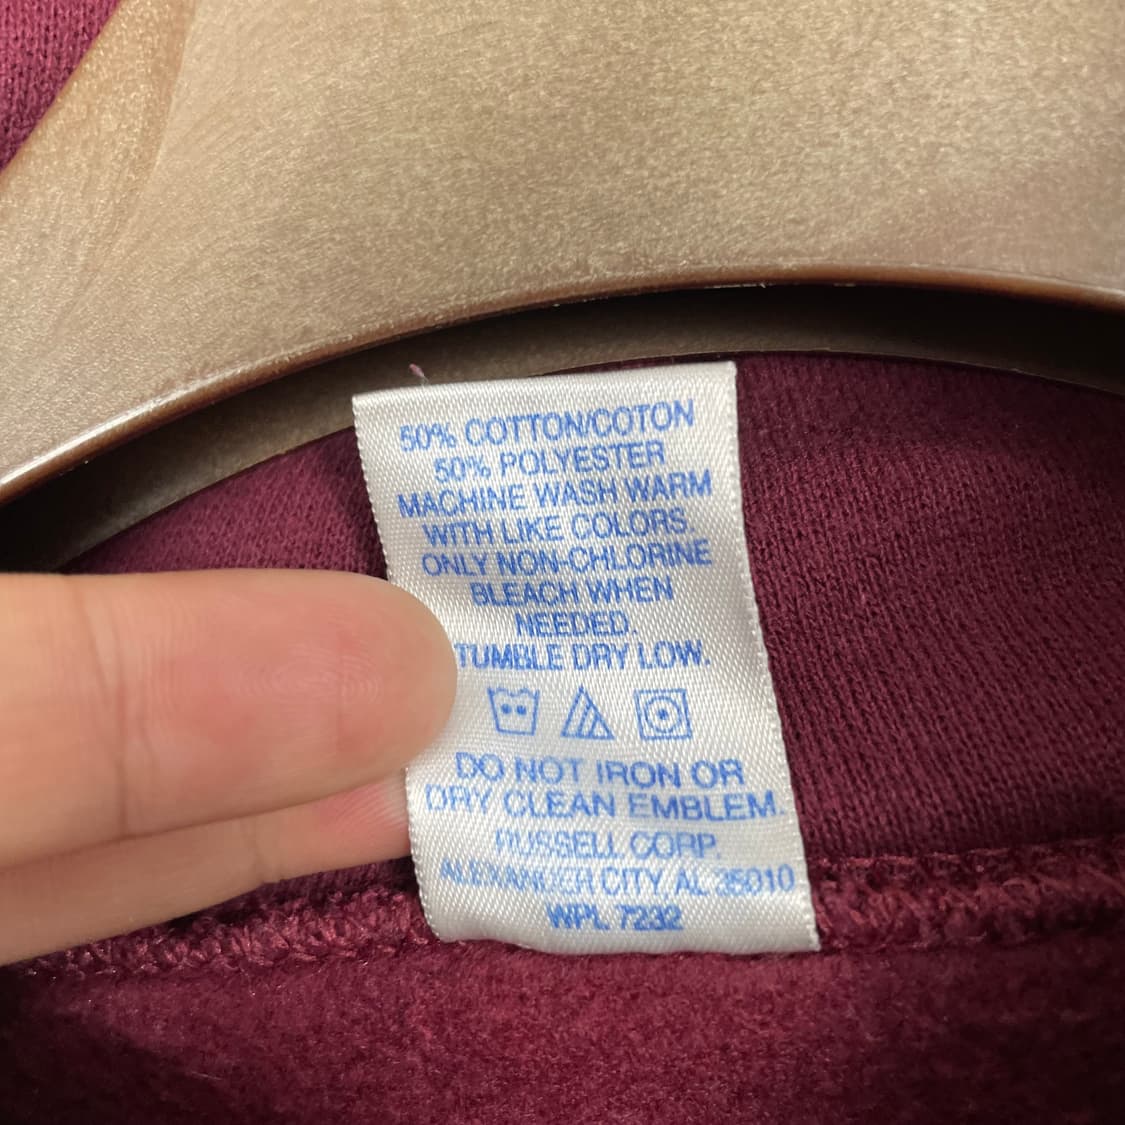 50% COTTON/COTON
50% POLYESTER
MACHINE WASH WARM
WITH LIKE COLORS.
ONLY NON-CHLORINE
BLEACH WHEN
NEEDED.
TUMBLE DRY LOW.
DO NOT IRON OR
DRY CLEAN EMBLEM.
RUSSELL CORP.
ALEXANDER CITY, AL 35010
WPL 7232